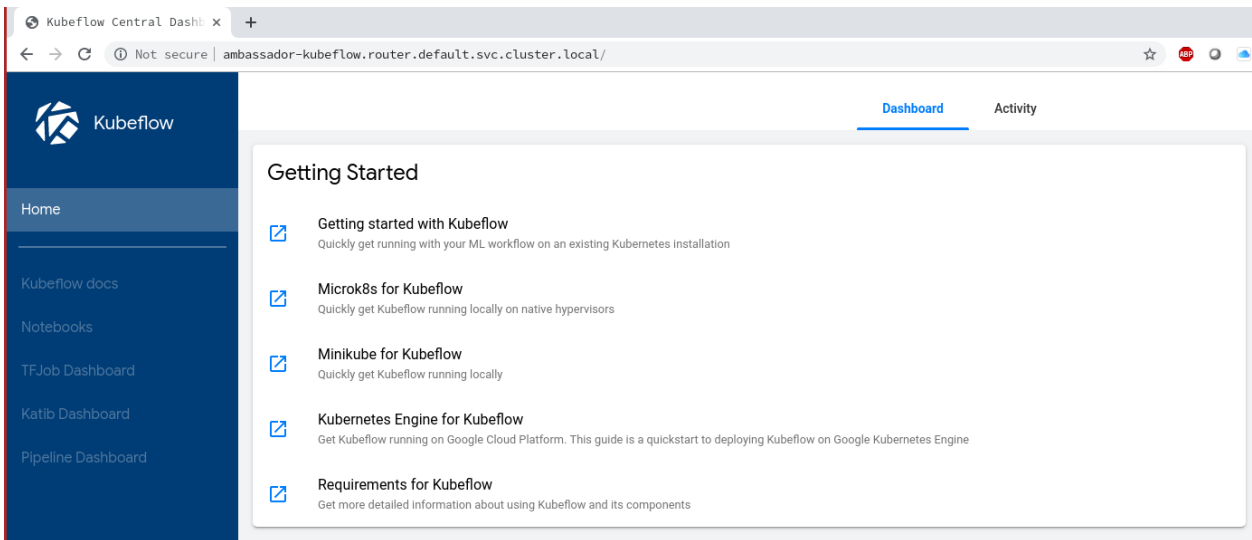 Kubeflow Central Dashb
Not secure | ambassador-kubeflow.router.default.svc.cluster.local/
ABP
Kubeflow
Dashboard Activity
Getting Started
Home
Getting started with Kubeflow
Quickly get running with your ML workflow on an existing Kubernetes installation
Kubeflow docs
Microk8s for Kubeflow
Quickly get Kubeflow running locally on native hypervisors
Notebooks
Minikube for Kubeflow
Quickly get Kubeflow running locally
TFJob Dashboard
Katib Dashboard
Kubernetes Engine for Kubeflow
Get Kubeflow running on Google Cloud Platform. This guide is a quickstart to deploying Kubeflow on Google Kubernetes Engine
Pipeline Dashboard
Requirements for Kubeflow
Get more detailed information about using Kubeflow and its components